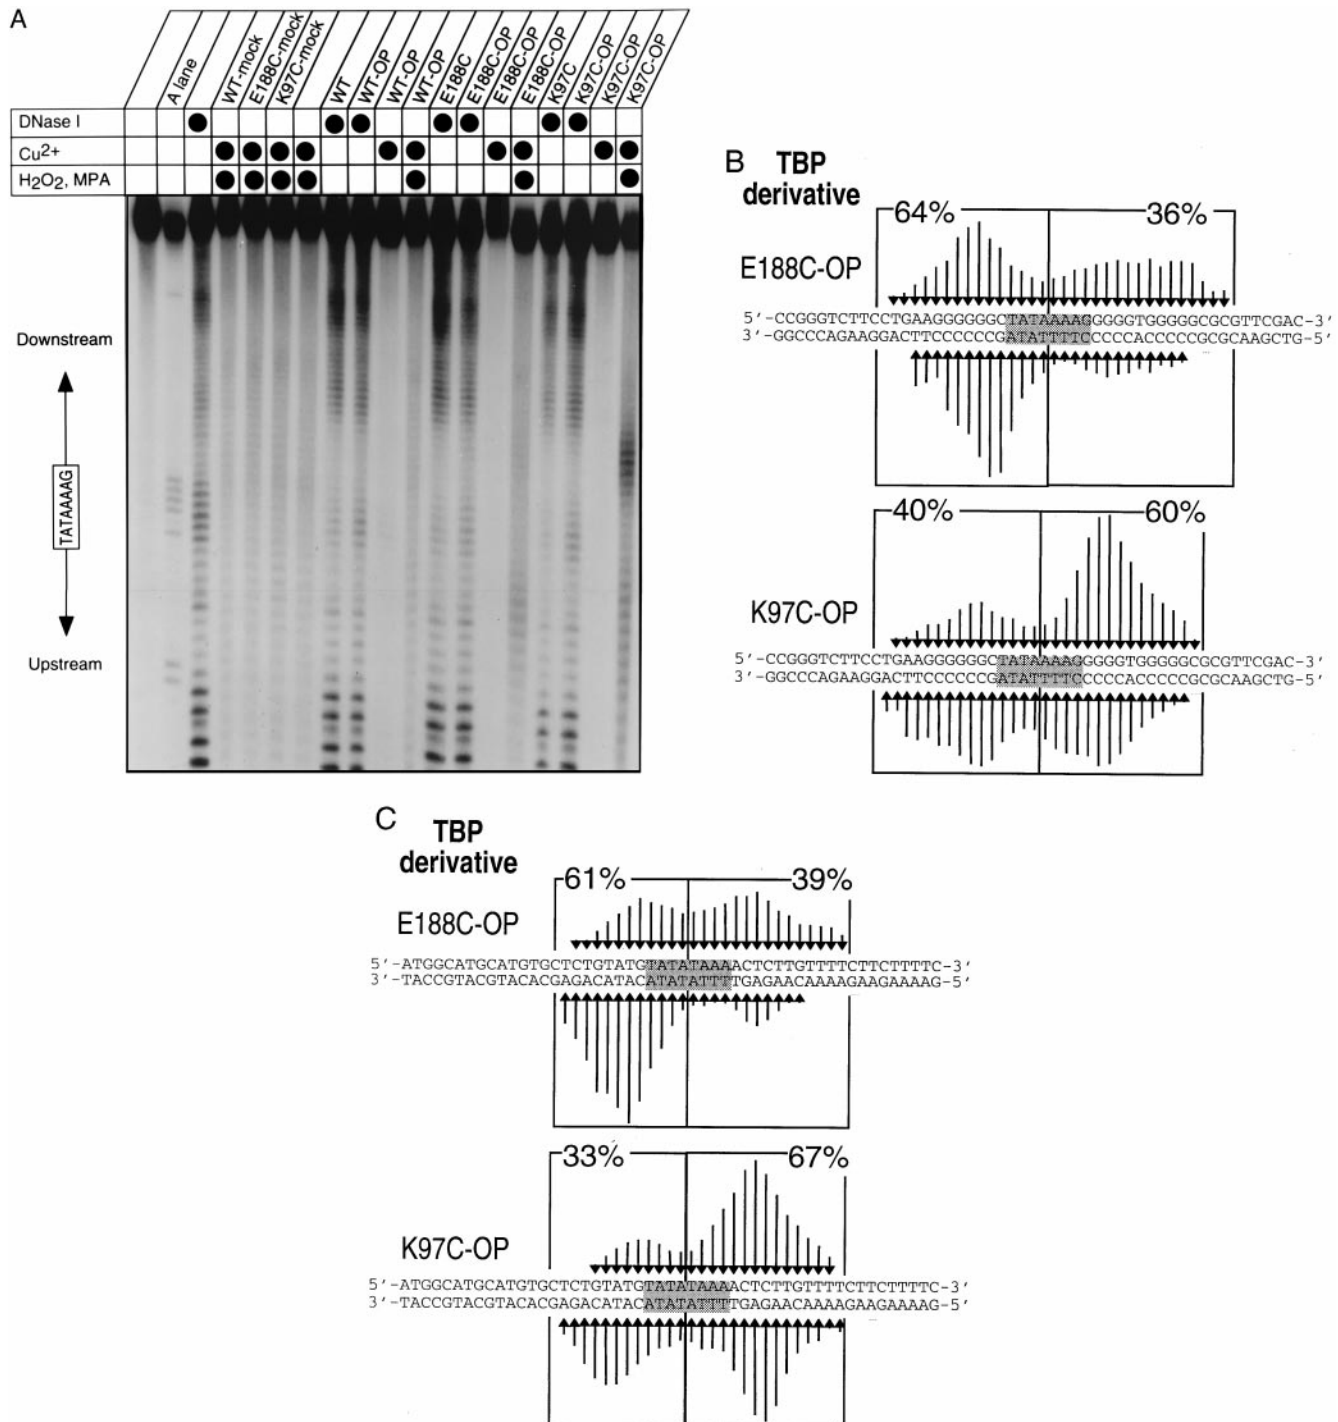 A
A lane
WT-mock
E188C-mock
K97C-mock
WT
WT-OP
WT-OP
WT-OP
E188C
E188C-OP
E188C-OP
E188C-OP
K97C
K97C-OP
K97C-OP
K97C-OP
DNase I
Cu2+
H2O2, MPA
Downstream
TATAAAAG
Upstream
B
TBP
derivative
64% 36%
E188C-OP
5′-CCGGGTCTTCCTGAAGGGGGGCTATAAAAGGGGGTGGGGGCGCGTTCGAC-3′
3′-GGCCCAGAAGGACTTCCCCCCGATATTTTCCCCCACCCCCGCGCAAGCTG-5′
40% 60%
K97C-OP
5′-CCGGGTCTTCCTGAAGGGGGGCTATAAAAGGGGGTGGGGGCGCGTTCGAC-3′
3′-GGCCCAGAAGGACTTCCCCCCGATATTTTCCCCCACCCCCGCGCAAGCTG-5′
C
TBP
derivative
61% 39%
E188C-OP
5′-ATGGCATGCATGTGCTCTGTATGTATATAAAACTCTTGTTTTCTTCTTTTC-3′
3′-TACCGTACGTACACGAGACATACATATATTTTGAGAACAAAAGAAGAAAAG-5′
33% 67%
K97C-OP
5′-ATGGCATGCATGTGCTCTGTATGTATATAAAACTCTTGTTTTCTTCTTTTC-3′
3′-TACCGTACGTACACGAGACATACATATATTTTGAGAACAAAAGAAGAAAAG-5′